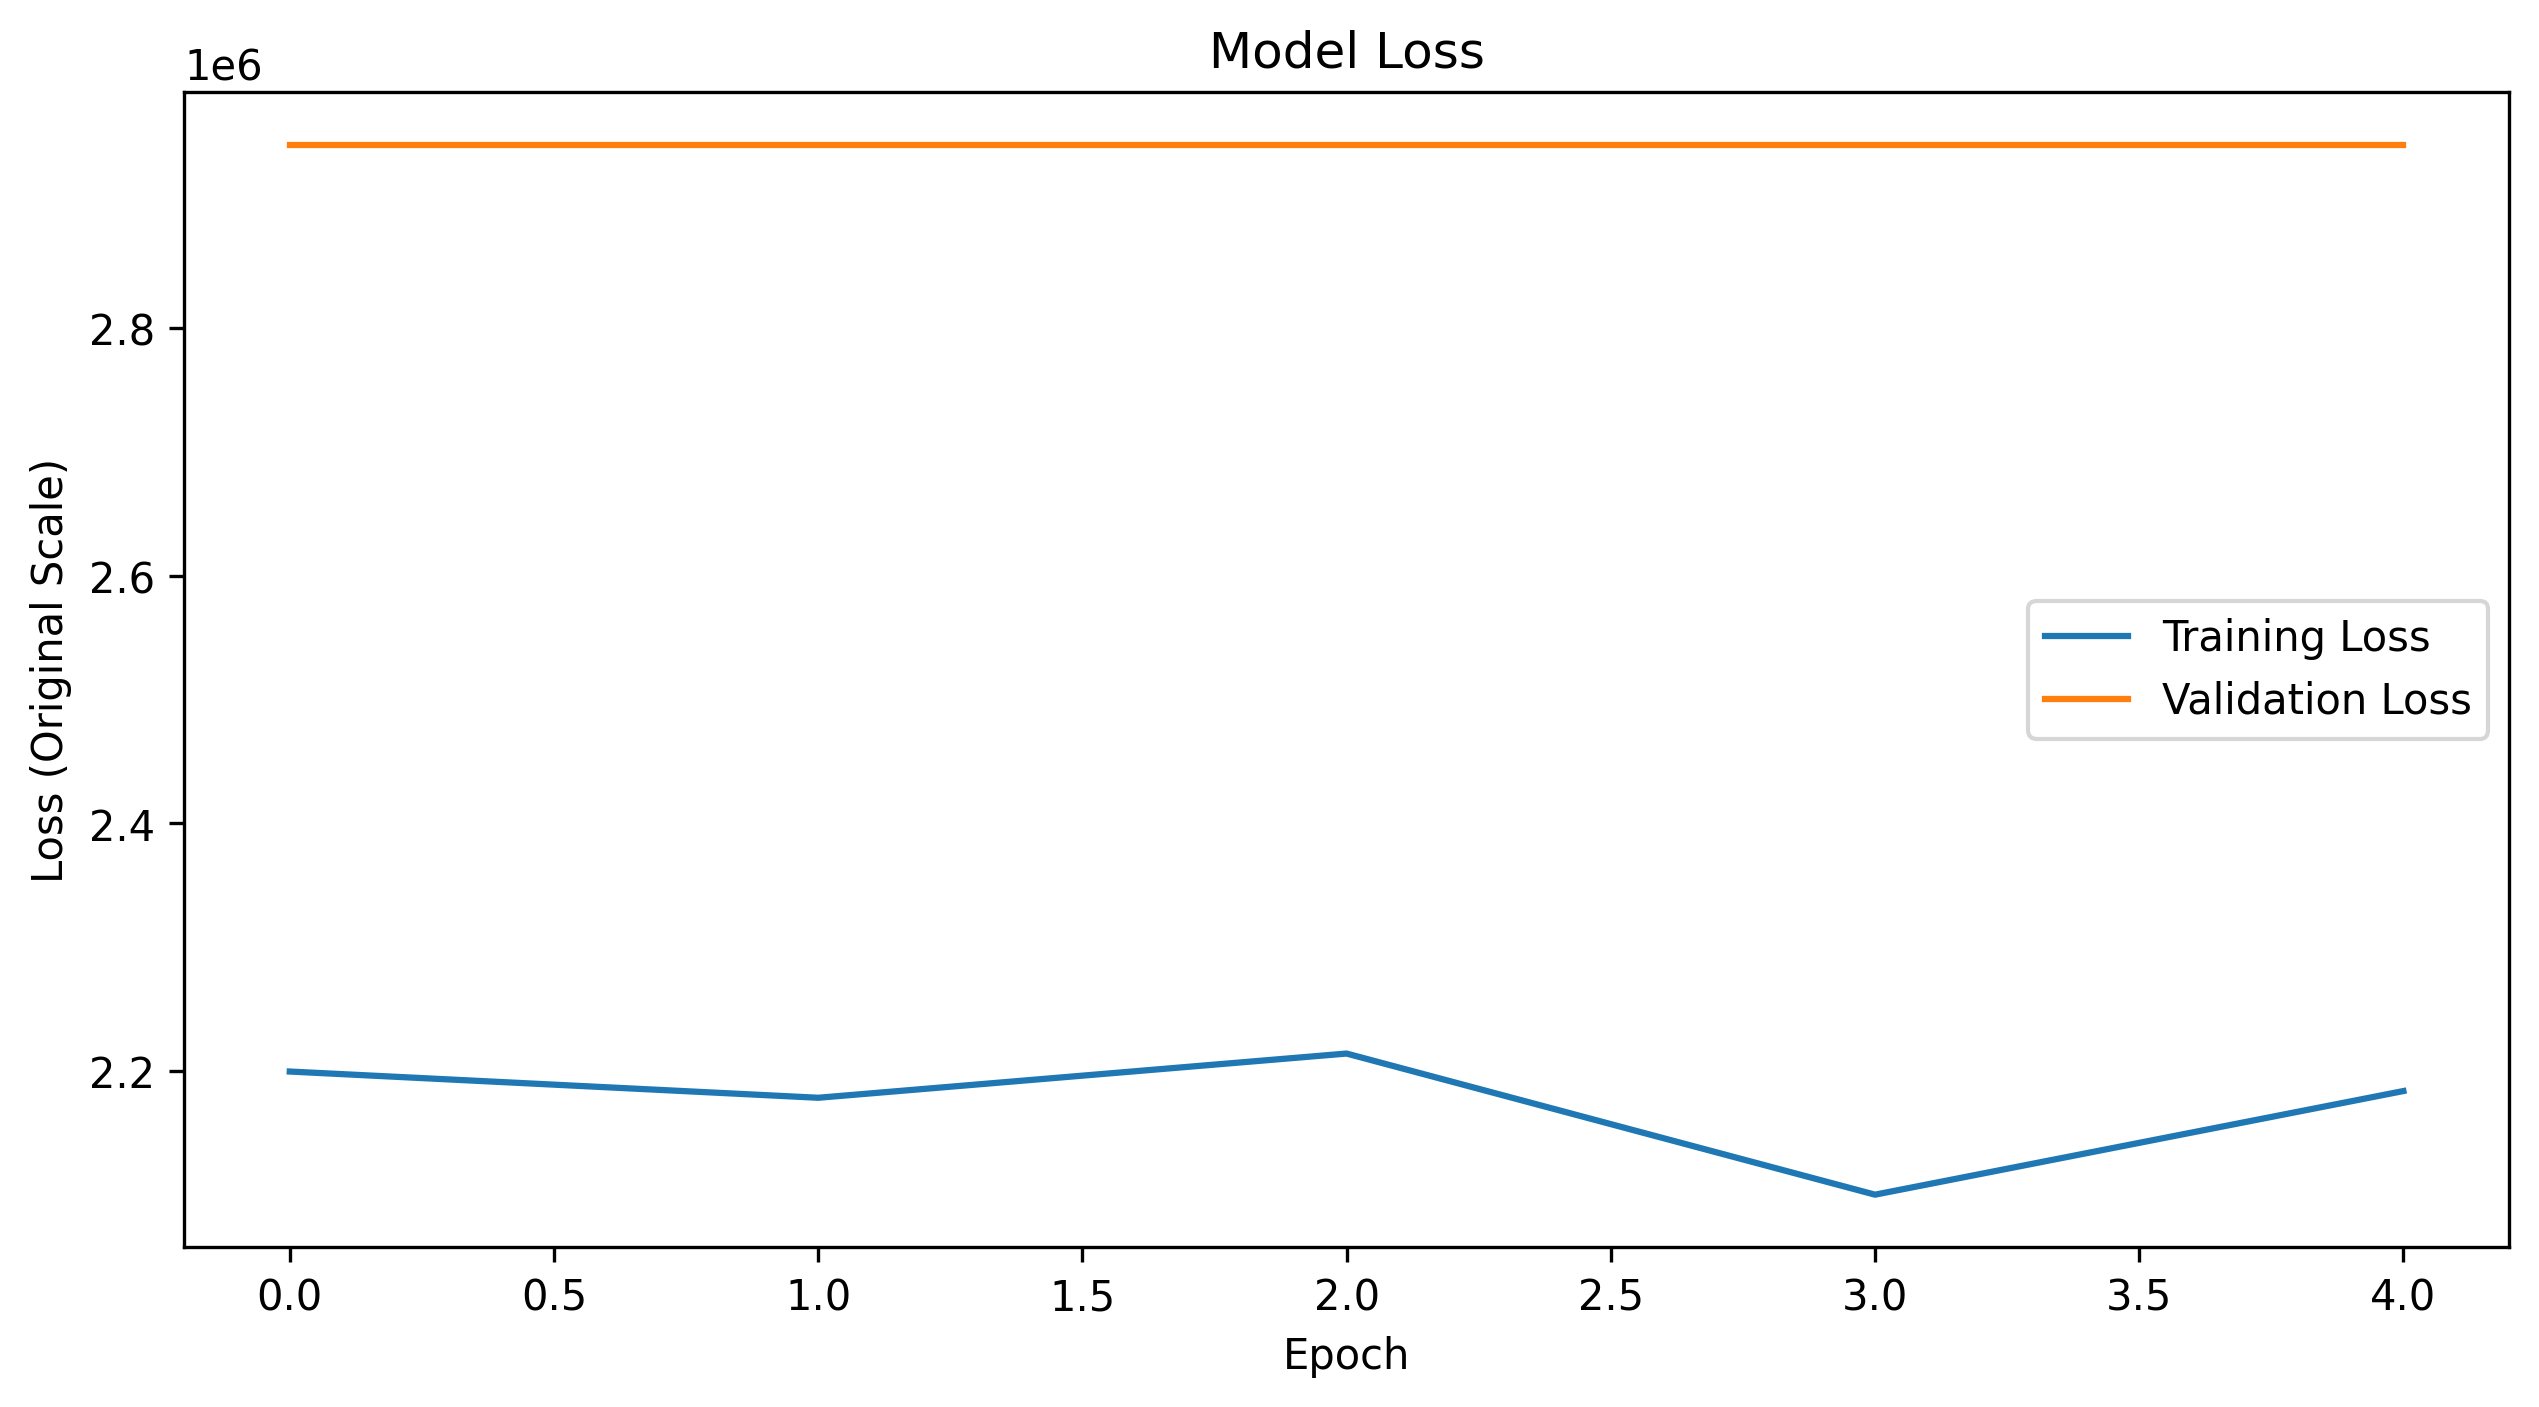 Model Loss
1e6
2.8
2.6
2.4
2.2
Loss (Original Scale)
Training Loss
Validation Loss
0.0 0.5 1.0 1.5 2.0 2.5 3.0 3.5 4.0
Epoch